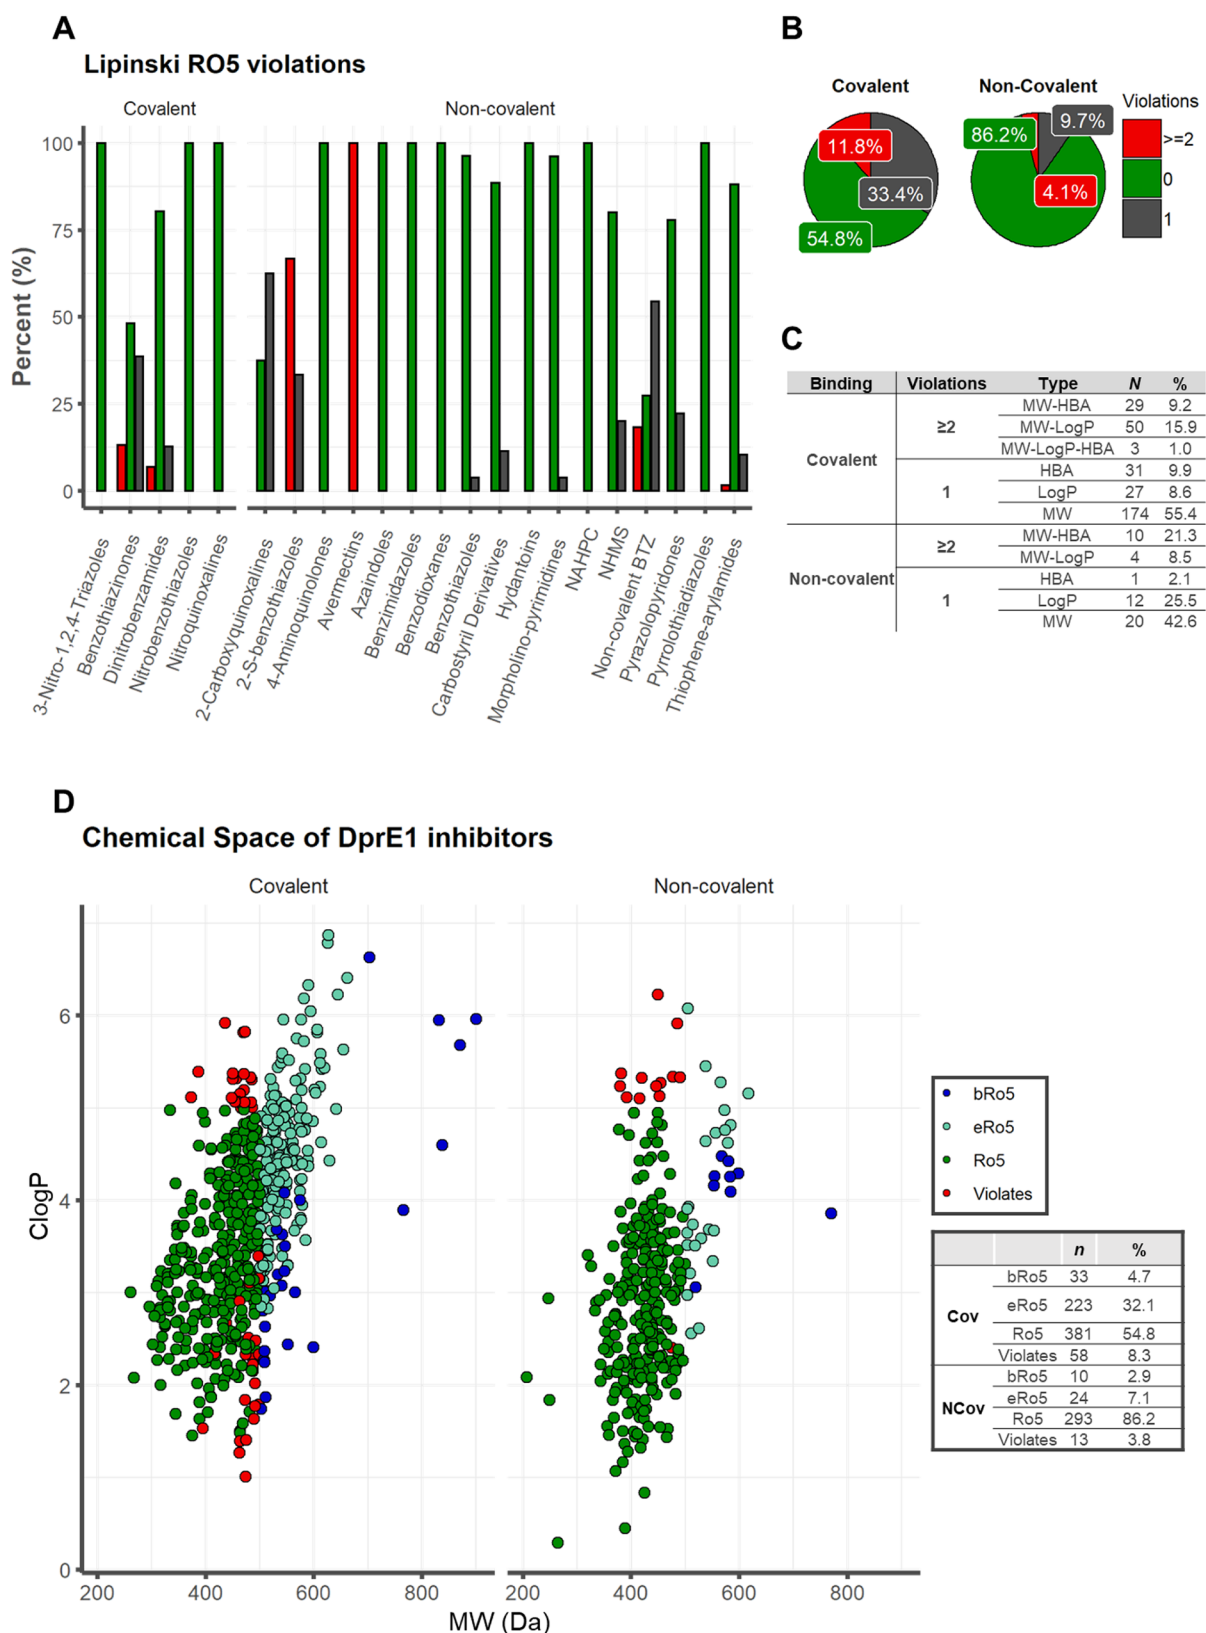 A
Lipinski RO5 violations
Covalent
Non-covalent
Percent (%)
100
75
50
25
0
3-Nitro-1,2,4-Triazoles
Benzothiazinones
Dinitrobenzamides
Nitrobenzothiazoles
Nitroquinoxalines
2-Carboxyquinoxalines
2-S-benzothiazoles
4-Aminoquinolones
Avermectins
Azaindoles
Benzimidazoles
Benzodioxanes
Benzothiazoles
Carbostyril Derivatives
Hydantoins
Morpholino-pyrimidines
NAHPC
NHMS
Non-covalent BTZ
Pyrazolopyridones
Pyrrolothiadiazoles
Thiophene-arylamides
B
Covalent
11.8%
33.4%
54.8%
Non-Covalent
86.2%
9.7%
4.1%
Violations
>=2
0
1
C
Binding Violations Type N %
Covalent
≥2
MW-HBA 29 9.2
MW-LogP 50 15.9
MW-LogP-HBA 3 1.0
1
HBA 31 9.9
LogP 27 8.6
MW 174 55.4
Non-covalent
≥2
MW-HBA 10 21.3
MW-LogP 4 8.5
1
HBA 1 2.1
LogP 12 25.5
MW 20 42.6
D
Chemical Space of DprE1 inhibitors
Covalent
Non-covalent
ClogP
6
4
2
0
200 400 600 800
200 400 600 800
MW (Da)
bRo5
eRo5
Ro5
Violates
n %
Cov
bRo5 33 4.7
eRo5 223 32.1
Ro5 381 54.8
Violates 58 8.3
NCov
bRo5 10 2.9
eRo5 24 7.1
Ro5 293 86.2
Violates 13 3.8